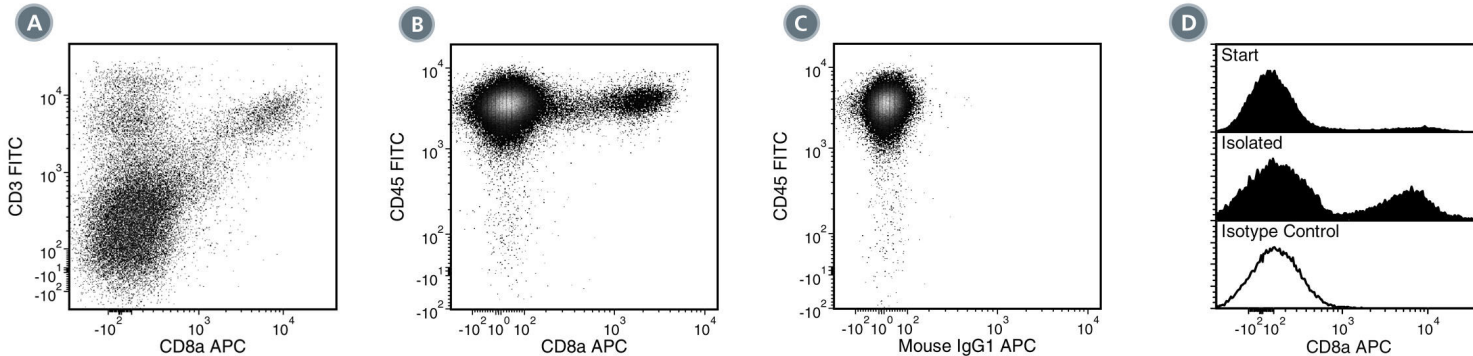 A
CD3 FITC
10^4
10^3
10^2
-10^1
-10^2
-10^2
10^3
10^4
CD8a APC
B
CD45 FITC
10^4
10^3
10^2
-10^1
-10^2
-10^2 10^0 10^2
10^3
10^4
CD8a APC
C
CD45 FITC
10^4
10^3
10^2
-10^1
-10^2
-10^2 10^0 10^2
10^3
10^4
Mouse IgG1 APC
D
Start
Isolated
Isotype Control
-10^2 10^2
10^3
10^4
CD8a APC